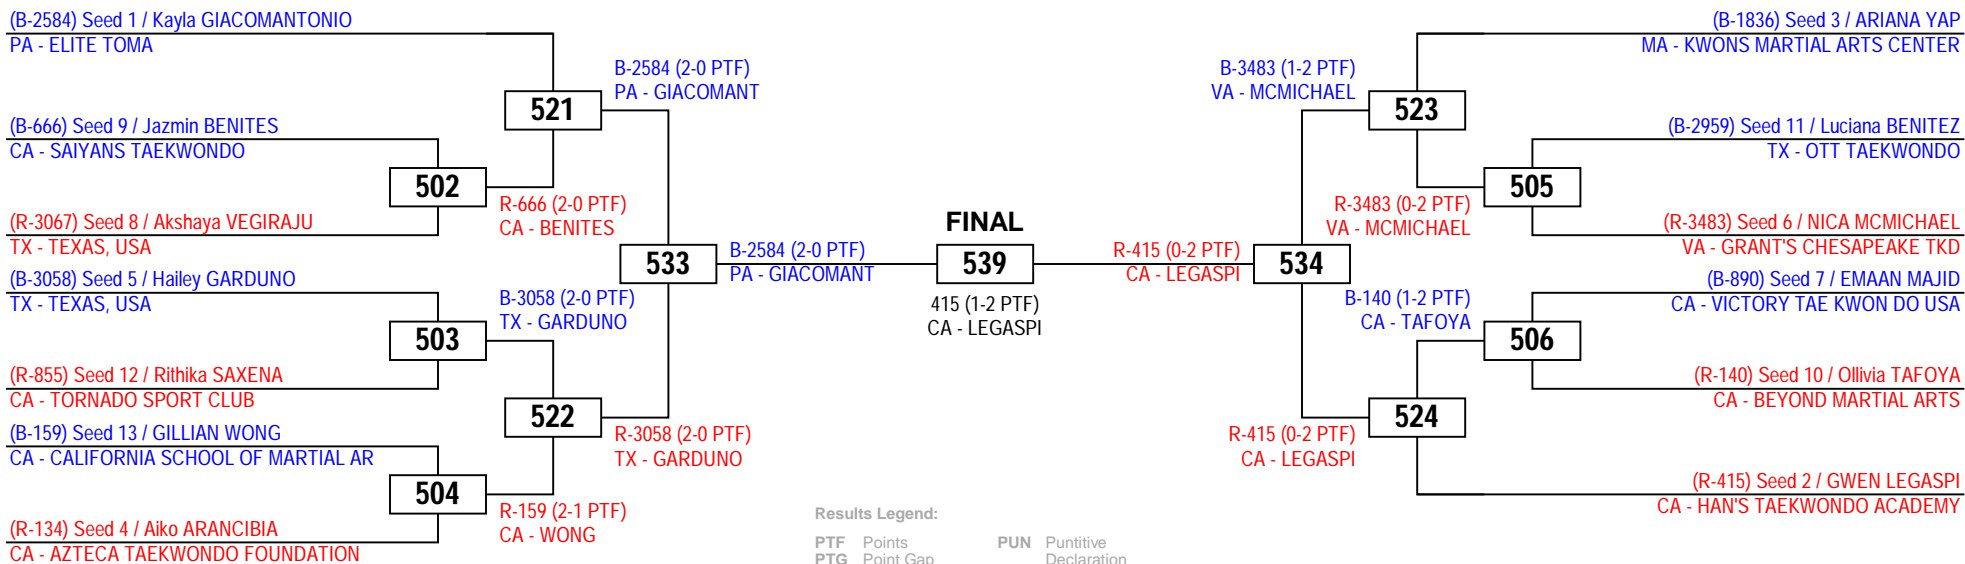 (B-2584) Seed 1 / Kayla GIACOMANTONIO
PA - ELITE TOMA
(B-666) Seed 9 / Jazmin BENITES
CA - SAIYANS TAEKWONDO
(R-3067) Seed 8 / Akshaya VEGIRAJU
TX - TEXAS, USA
(B-3058) Seed 5 / Hailey GARDUNO
TX - TEXAS, USA
(R-855) Seed 12 / Rithika SAXENA
CA - TORNADO SPORT CLUB
(B-159) Seed 13 / GILLIAN WONG
CA - CALIFORNIA SCHOOL OF MARTIAL AR
(R-134) Seed 4 / Aiko ARANCIBIA
CA - AZTECA TAEKWONDO FOUNDATION
502
503
504
R-666 (2-0 PTF)
CA - BENITES
B-3058 (2-0 PTF)
TX - GARDUNO
R-159 (2-1 PTF)
CA - WONG
521
522
B-2584 (2-0 PTF)
PA - GIACOMANT
R-3058 (2-0 PTF)
TX - GARDUNO
533
B-2584 (2-0 PTF)
PA - GIACOMANT
FINAL
539
415 (1-2 PTF)
CA - LEGASPI
R-415 (0-2 PTF)
CA - LEGASPI
534
B-3483 (1-2 PTF)
VA - MCMICHAEL
R-415 (0-2 PTF)
CA - LEGASPI
523
524
R-3483 (0-2 PTF)
VA - MCMICHAEL
B-140 (1-2 PTF)
CA - TAFOYA
505
506
(B-1836) Seed 3 / ARIANA YAP
MA - KWONS MARTIAL ARTS CENTER
(B-2959) Seed 11 / Luciana BENITEZ
TX - OTT TAEKWONDO
(R-3483) Seed 6 / NICA MCMICHAEL
VA - GRANT'S CHESAPEAKE TKD
(B-890) Seed 7 / EMAAN MAJID
CA - VICTORY TAE KWON DO USA
(R-140) Seed 10 / Ollivia TAFOYA
CA - BEYOND MARTIAL ARTS
(R-415) Seed 2 / GWEN LEGASPI
CA - HAN'S TAEKWONDO ACADEMY
Results Legend:
PTF Points
PTG Point Gap
PUN Puntitive
Declaration